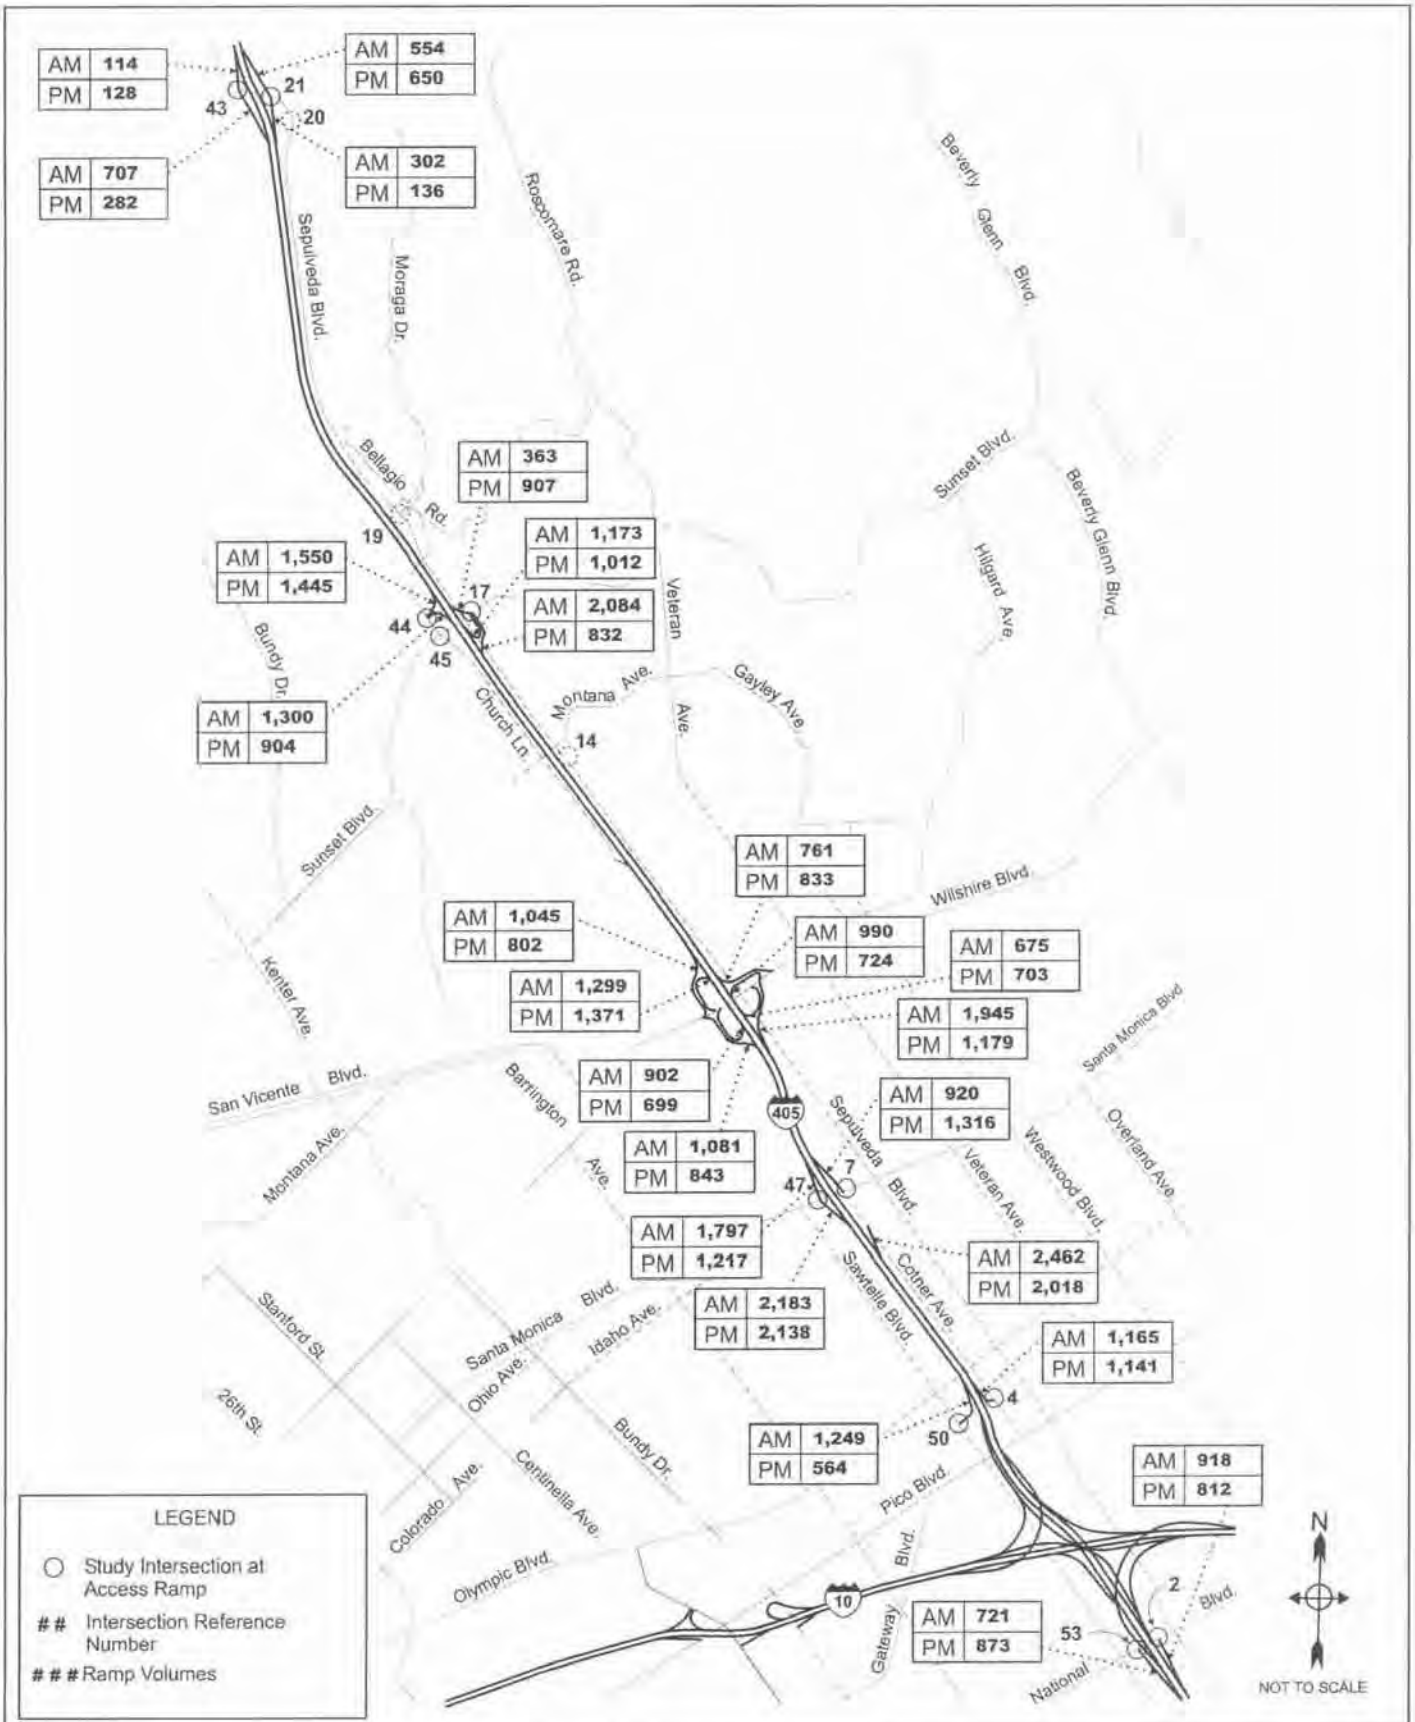 AM 114
PM 128
AM 554
PM 650
43
21
20
AM 707
PM 282
AM 302
PM 136
Sepulveda Blvd.
Moraga Dr.
Roscomare Rd.
Beverly Glenn Blvd.
Bellagio Rd.
AM 363
PM 907
Sunset Blvd.
Beverly Glenn Blvd.
19
AM 1,173
PM 1,012
AM 1,550
PM 1,445
17
AM 2,084
PM 832
Hilgard Ave
44
45
Bundy Dr.
Veteran Ave.
Montana Ave.
Gayley Ave.
Church Ln.
AM 1,300
PM 904
14
Sunset Blvd.
AM 761
PM 833
Wilshire Blvd.
AM 1,045
PM 802
AM 990
PM 724
AM 675
PM 703
Kenter Ave.
AM 1,299
PM 1,371
AM 1,945
PM 1,179
Santa Monica Blvd
San Vicente Blvd.
Barrington Ave.
AM 902
PM 699
405
AM 920
PM 1,316
Sepulveda Blvd.
Overland Ave.
Westwood Blvd.
Veteran Ave.
Montana Ave.
AM 1,081
PM 843
47
7
AM 1,797
PM 1,217
AM 2,462
PM 2,018
Cotner Ave.
Sawtelle Blvd.
AM 2,183
PM 2,138
Stanford St.
Santa Monica Blvd.
Idaho Ave.
Ohio Ave.
AM 1,165
PM 1,141
4
26th St.
50
AM 1,249
PM 564
Bundy Dr.
Centinella Ave.
Colorado Ave.
Pico Blvd.
AM 918
PM 812
Olympic Blvd.
10
Gateway Blvd.
AM 721
PM 873
53
2
National Blvd.
N
NOT TO SCALE
LEGEND
Study Intersection at
Access Ramp
## Intersection Reference
Number
### Ramp Volumes